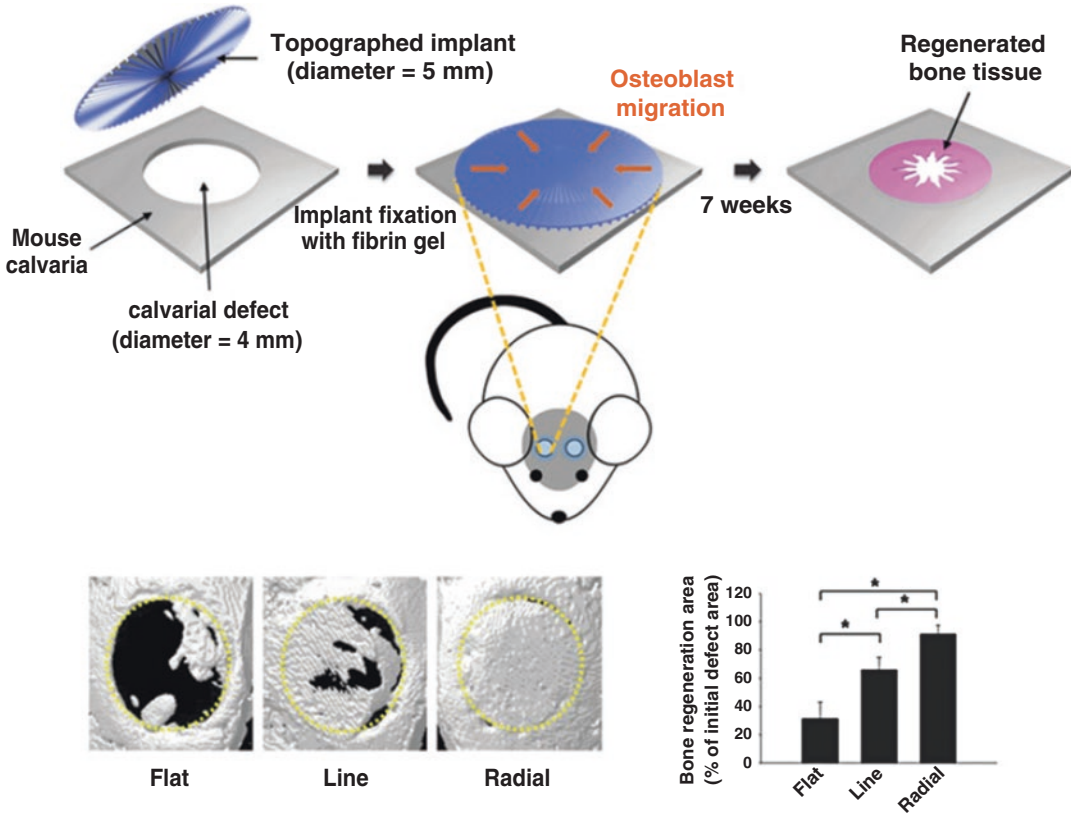 Topographed implant
(diameter = 5 mm)
Osteoblast
migration
Regenerated
bone tissue
Mouse
calvaria
Implant fixation
with fibrin gel
7 weeks
calvarial defect
(diameter = 4 mm)
Flat
Line
Radial
Bone regeneration area
(% of initial defect area)
120
100
80
60
40
20
0
*
*
*
Flat
Line
Radial